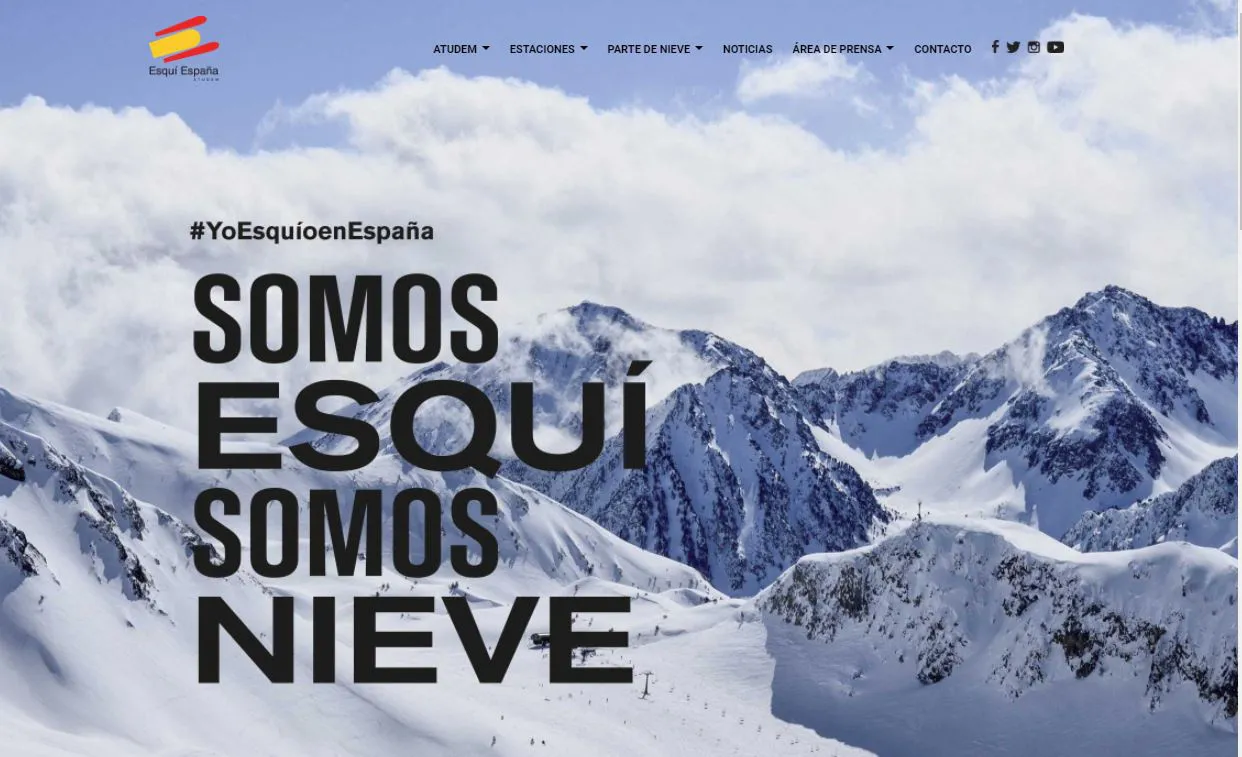 Esquí España
ATUDEM
ATUDEM
ESTACIONES
PARTE DE NIEVE
NOTICIAS
ÁREA DE PRENSA
CONTACTO
#YoEsquíoenEspaña
SOMOS
ESQUÍ
SOMOS
NIEVE